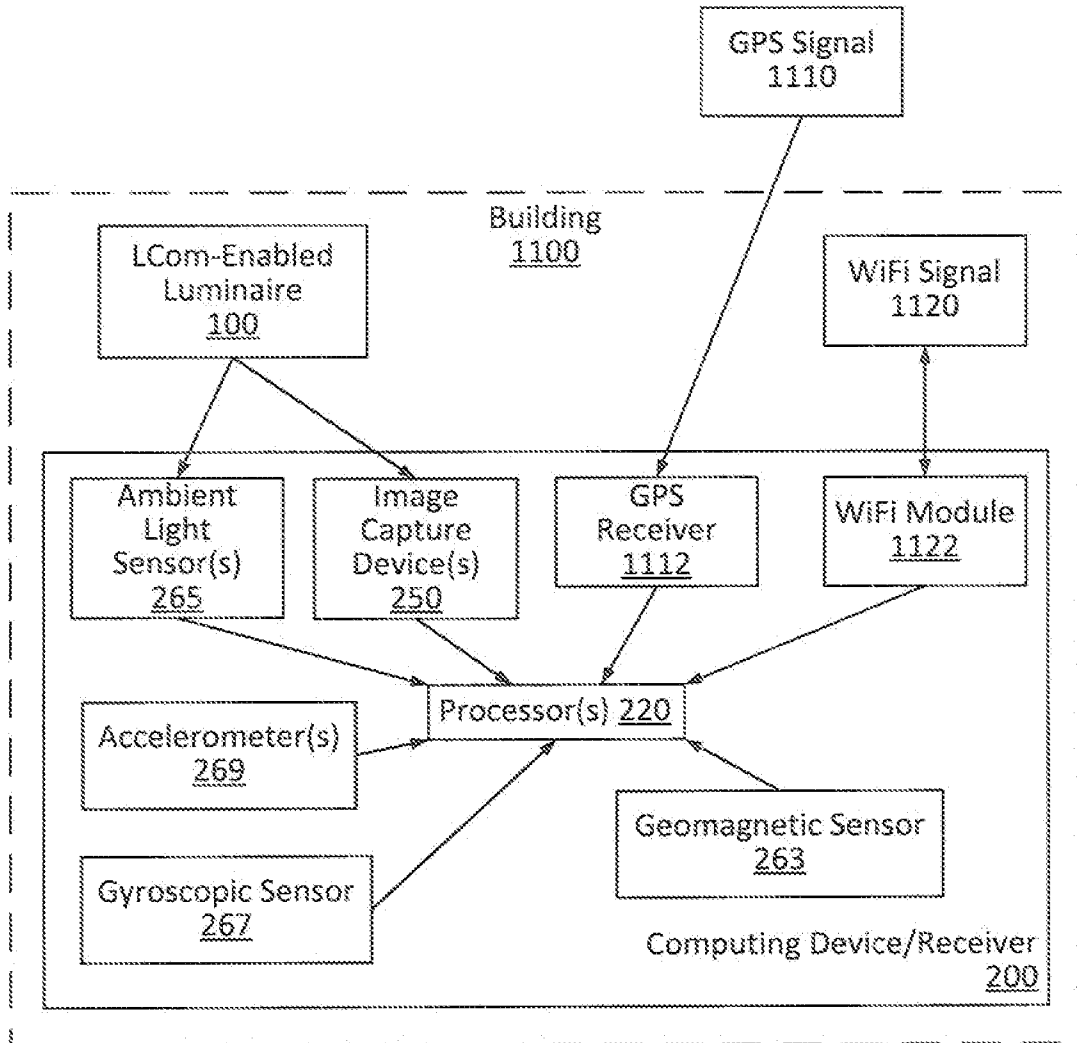 GPS Signal
1110
Building
1100
LCom-Enabled
Luminaire
100
WiFi Signal
1120
Ambient
Light
Sensor(s)
265
Image
Capture
Device(s)
250
GPS
Receiver
1112
WiFi Module
1122
Processor(s) 220
Accelerometer(s)
269
Geomagnetic Sensor
263
Gyroscopic Sensor
267
Computing Device/Receiver
200